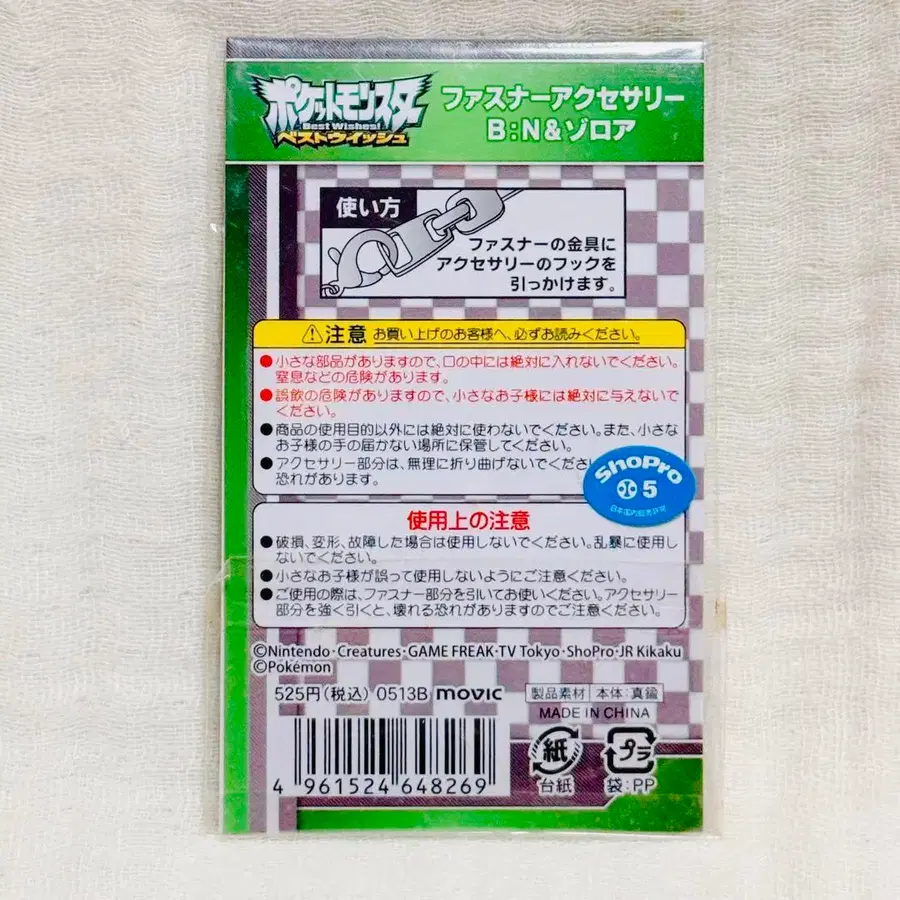 ポケットモンスター
Best Wishes!
ベストウイッシュ
ファスナーアクセサリー
B:N&ゾロア
使い方
ファスナーの金具に
アクセサリーのフックを
引っかけます。
⚠注意 お買い上げのお客様へ、必ずお読みください。
●小さな部品がありますので、口の中には絶対に入れないでください。
窒息などの危険があります。
●誤飲の危険がありますので、小さなお子様には絶対に与えないで
ください。
●商品の使用目的以外には絶対に使わないでください。また、小さな
お子様の手の届かない場所に保管してください。
●アクセサリー部分は、無理に折り曲げないでくださ
恐れがあります。
ShoPro
小 5
日本国内販売許可
使用上の注意
●破損、変形、故障した場合は使用しないでください。乱暴に使用し
ないでください。
●小さなお子様が誤って使用しないようにご注意ください。
●ご使用の際は、ファスナー部分を引いてお使いください。アクセサリー
部分を強く引くと、壊れる恐れがありますのでご注意ください。
©Nintendo・Creatures・GAME FREAK・TV Tokyo・ShoPro・JR Kikaku
©Pokémon
525円(税込) 0513B movic
製品素材 本体:真鍮
MADE IN CHINA
4 961524 648269
紙
台紙
プラ
袋:PP